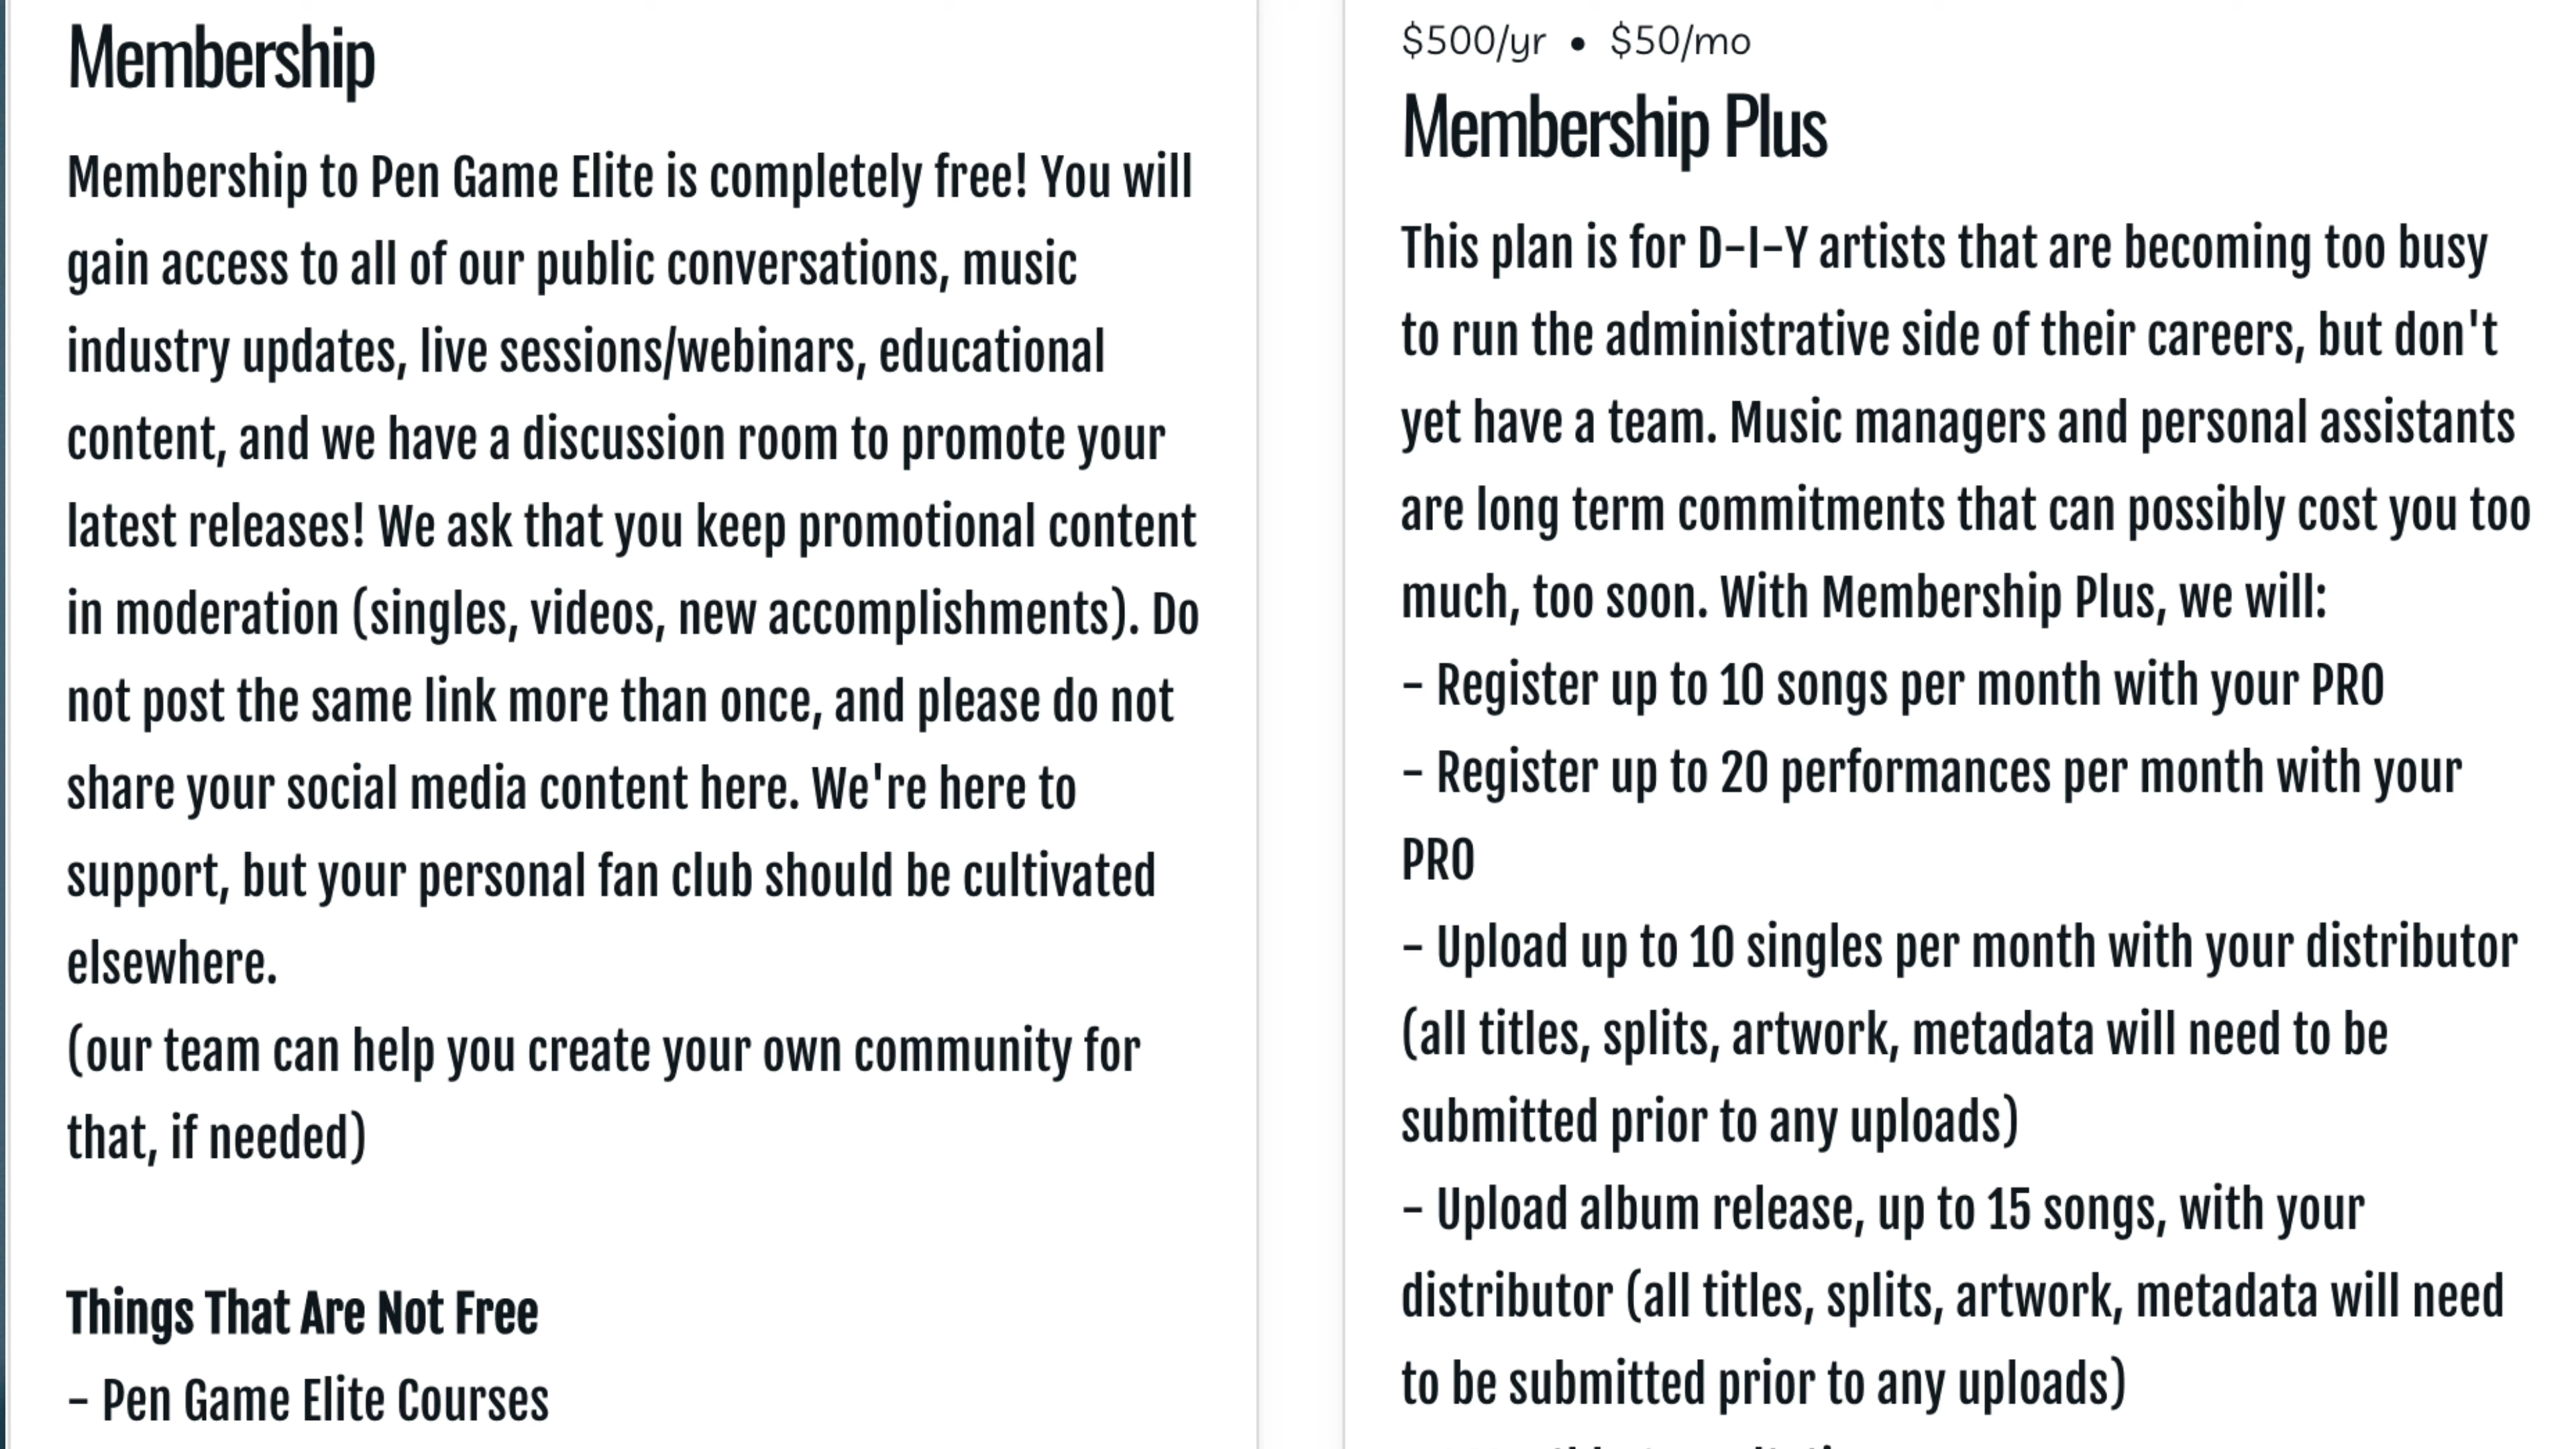 Membership
Membership to Pen Game Elite is completely free! You will
gain access to all of our public conversations, music
industry updates, live sessions/webinars, educational
content, and we have a discussion room to promote your
latest releases! We ask that you keep promotional content
in moderation (singles, videos, new accomplishments). Do
not post the same link more than once, and please do not
share your social media content here. We're here to
support, but your personal fan club should be cultivated
elsewhere.
(our team can help you create your own community for
that, if needed)
Things That Are Not Free
- Pen Game Elite Courses
$500/yr • $50/mo
Membership Plus
This plan is for D-I-Y artists that are becoming too busy
to run the administrative side of their careers, but don't
yet have a team. Music managers and personal assistants
are long term commitments that can possibly cost you too
much, too soon. With Membership Plus, we will:
- Register up to 10 songs per month with your PRO
- Register up to 20 performances per month with your
PRO
- Upload up to 10 singles per month with your distributor
(all titles, splits, artwork, metadata will need to be
submitted prior to any uploads)
- Upload album release, up to 15 songs, with your
distributor (all titles, splits, artwork, metadata will need
to be submitted prior to any uploads)